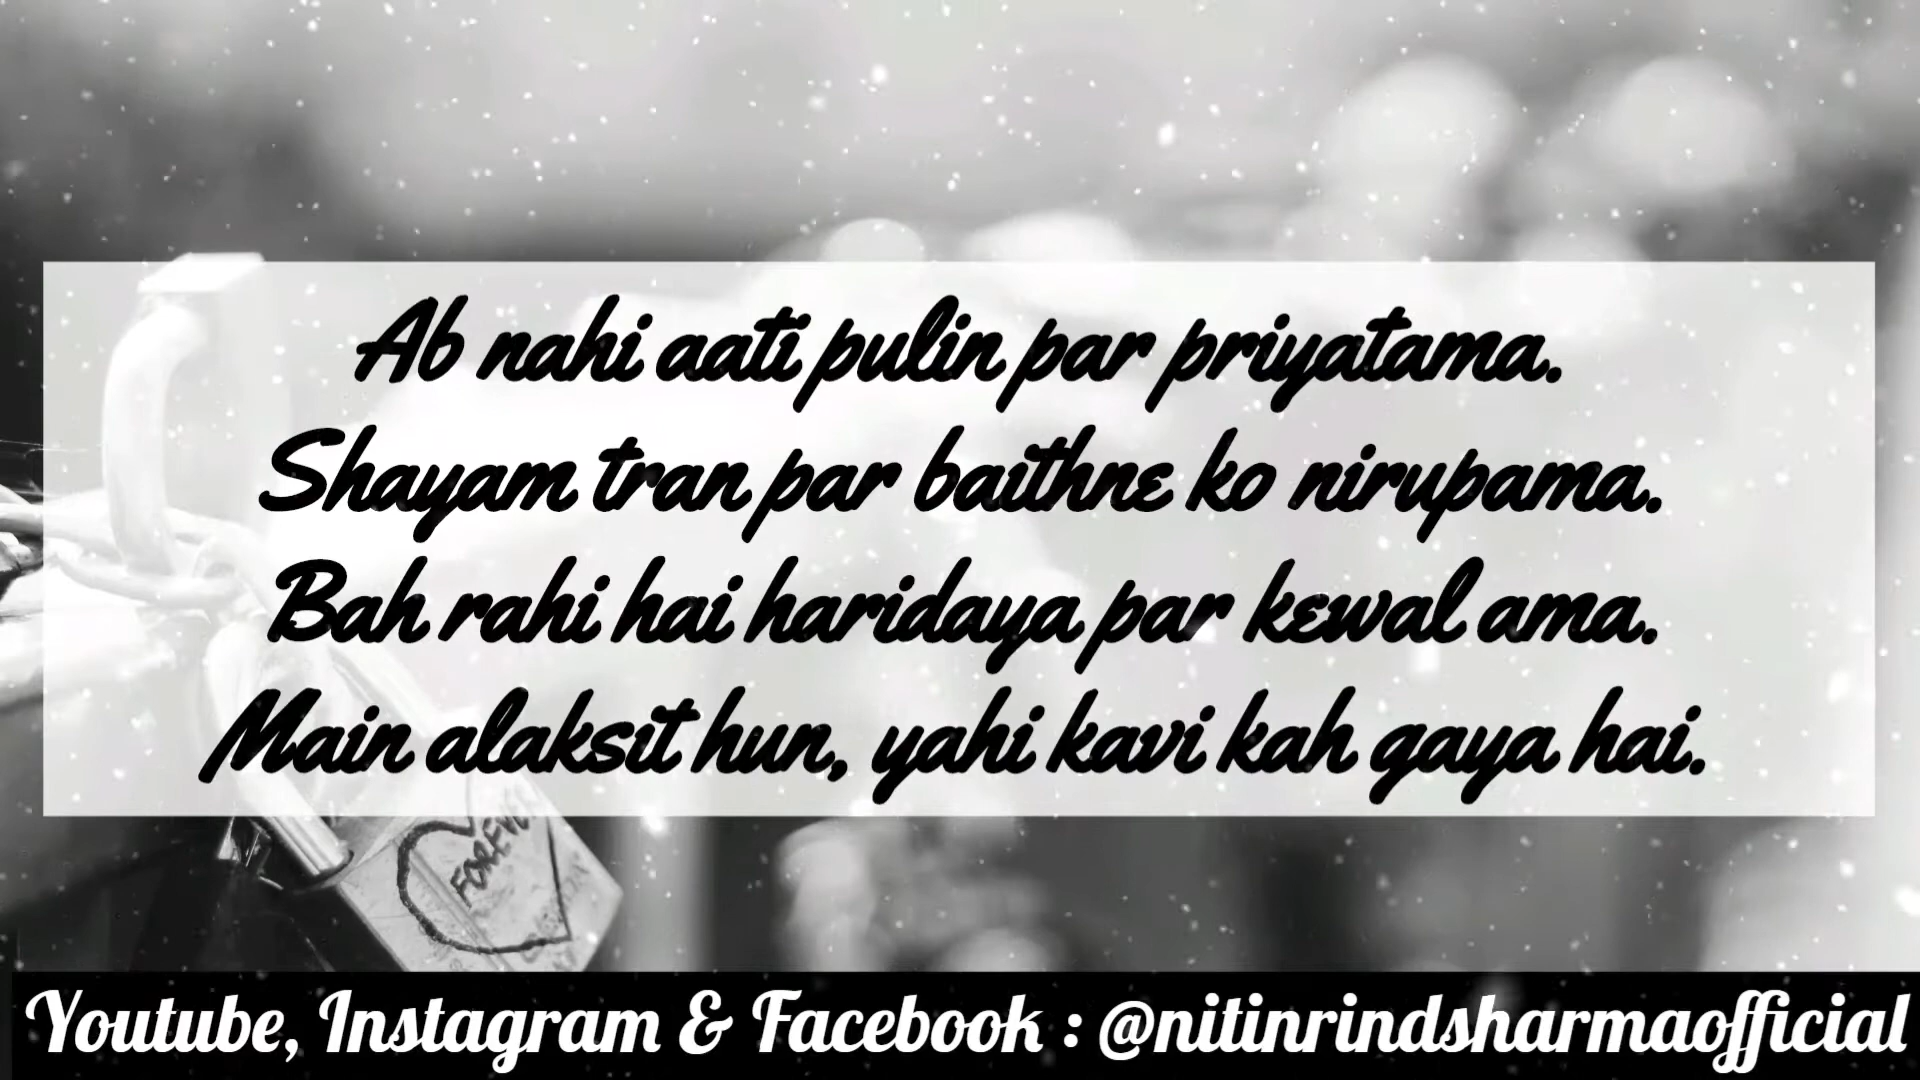 Ab nahi aati pulin par priyatama.
Shayam tran par baithne ko nirupama.
Bah rahi hai haridaya par kewal ama.
Main alaksit hun, yahi kavi kah gaya hai.
FOREVER
Youtube, Instagram & Facebook : @nitinrindsharmaofficial